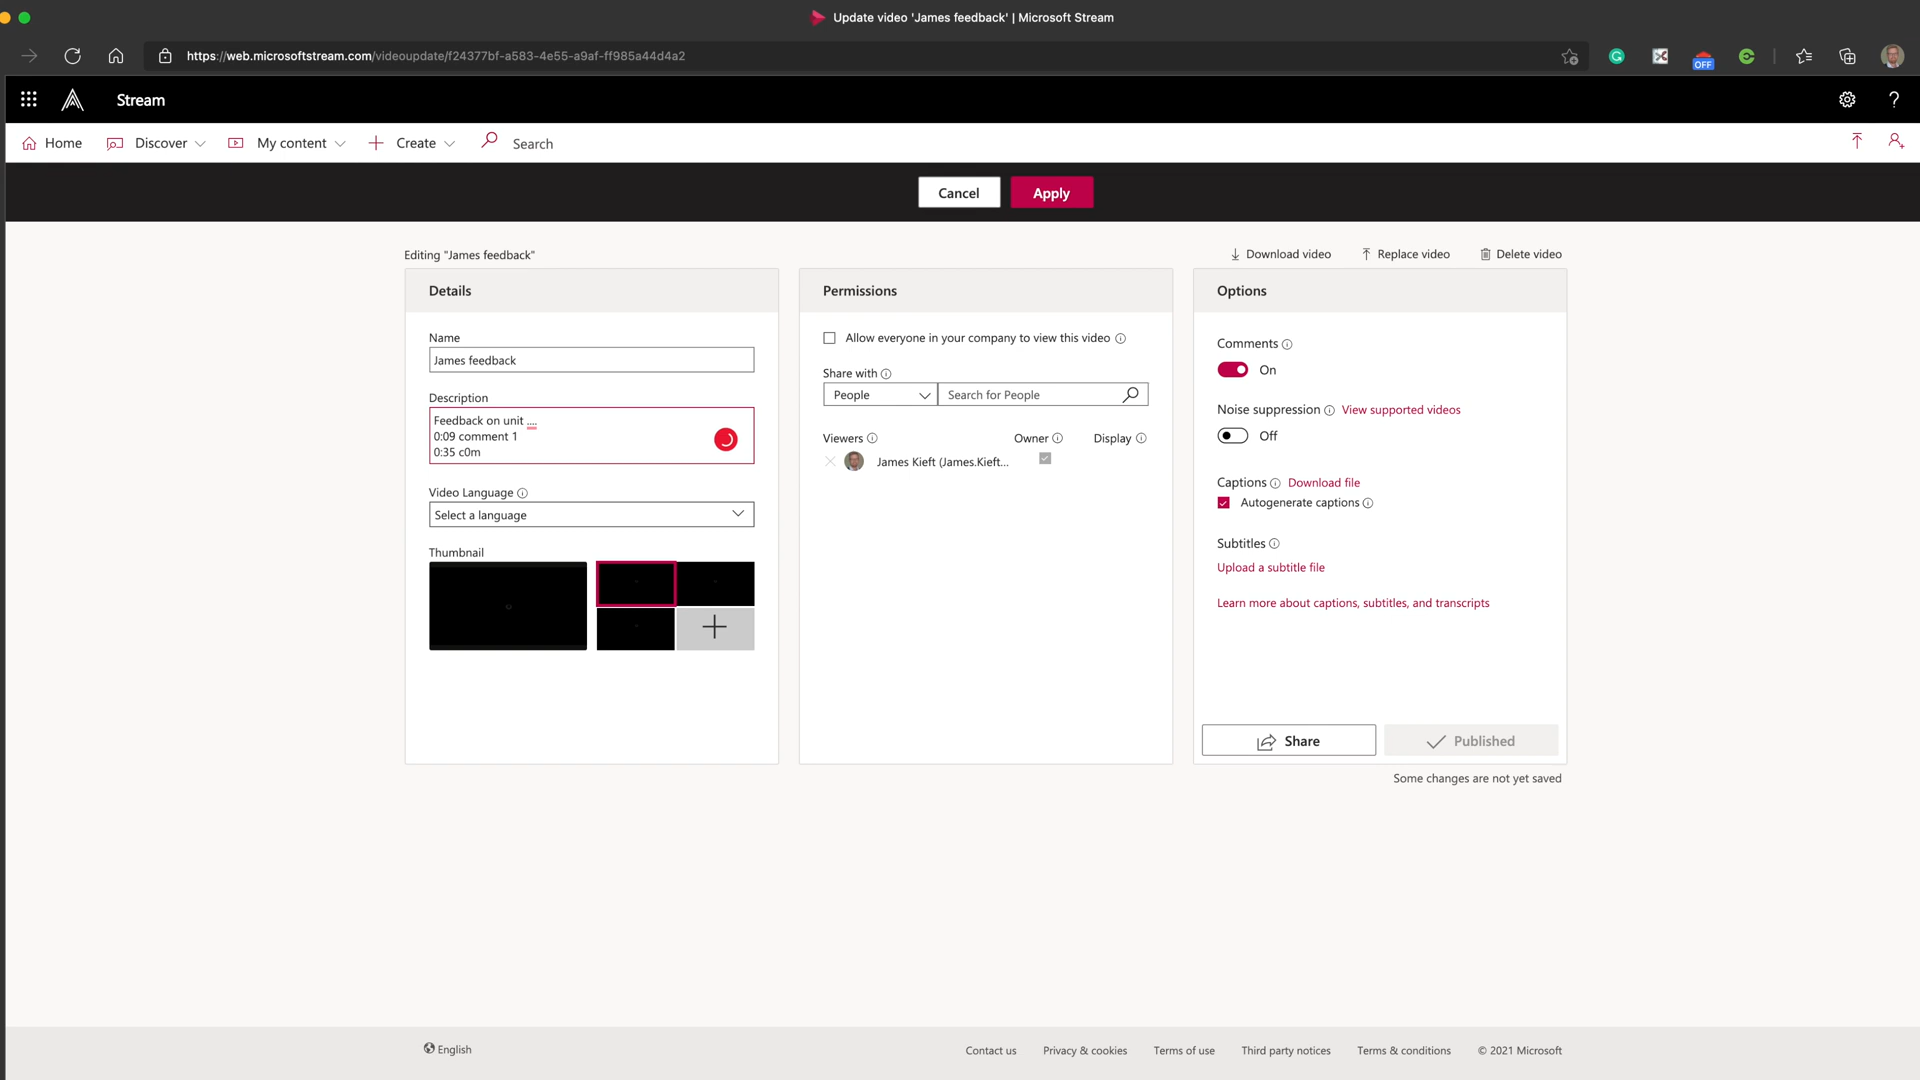 Update video 'James feedback' | Microsoft Stream
https://web.microsoftstream.com/videoupdate/f24377bf-a583-4e55-a9af-ff985a44d4a2
OFF
Stream
?
Home
Discover
My content
Create
Search
Cancel
Apply
Editing "James feedback"
Download video
Replace video
Delete video
Details
Name
James feedback
Description
Feedback on unit ....
0:09 comment 1
0:35 c0m
Video Language
Select a language
Thumbnail
Permissions
Allow everyone in your company to view this video
Share with
People
Search for People
Viewers
Owner
Display
James Kieft (James.Kieft...
Options
Comments
On
Noise suppression
View supported videos
Off
Captions
Download file
Autogenerate captions
Subtitles
Upload a subtitle file
Learn more about captions, subtitles, and transcripts
Share
Published
Some changes are not yet saved
English
Contact us
Privacy & cookies
Terms of use
Third party notices
Terms & conditions
© 2021 Microsoft